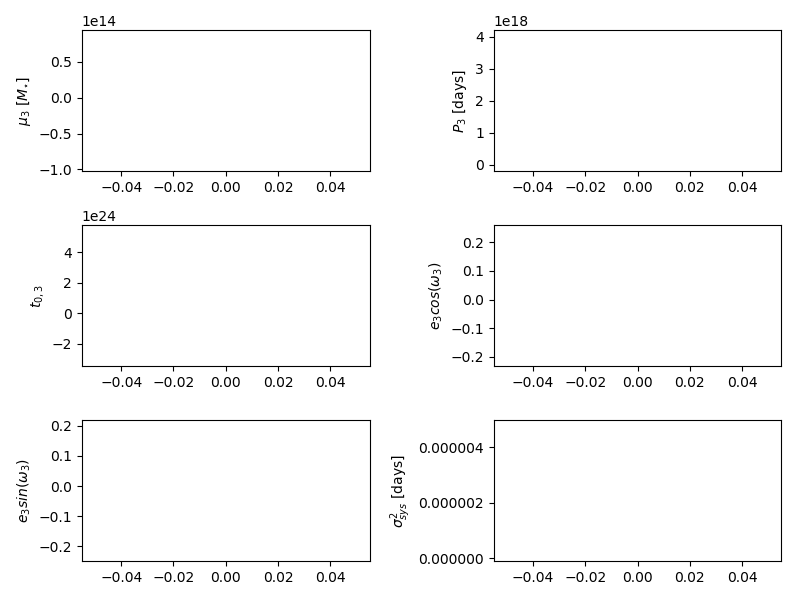 1e14
μ₃ [M⋆]
0.5
0.0
−0.5
−1.0
−0.04 −0.02 0.00 0.02 0.04
1e18
P₃ [days]
4
3
2
1
0
−0.04 −0.02 0.00 0.02 0.04
1e24
t₀,₃
4
2
0
−2
−0.04 −0.02 0.00 0.02 0.04
e₃cos(ω₃)
0.2
0.1
0.0
−0.1
−0.2
−0.04 −0.02 0.00 0.02 0.04
e₃sin(ω₃)
0.2
0.1
0.0
−0.1
−0.2
−0.04 −0.02 0.00 0.02 0.04
σ²sys [days]
0.000004
0.000002
0.000000
−0.04 −0.02 0.00 0.02 0.04